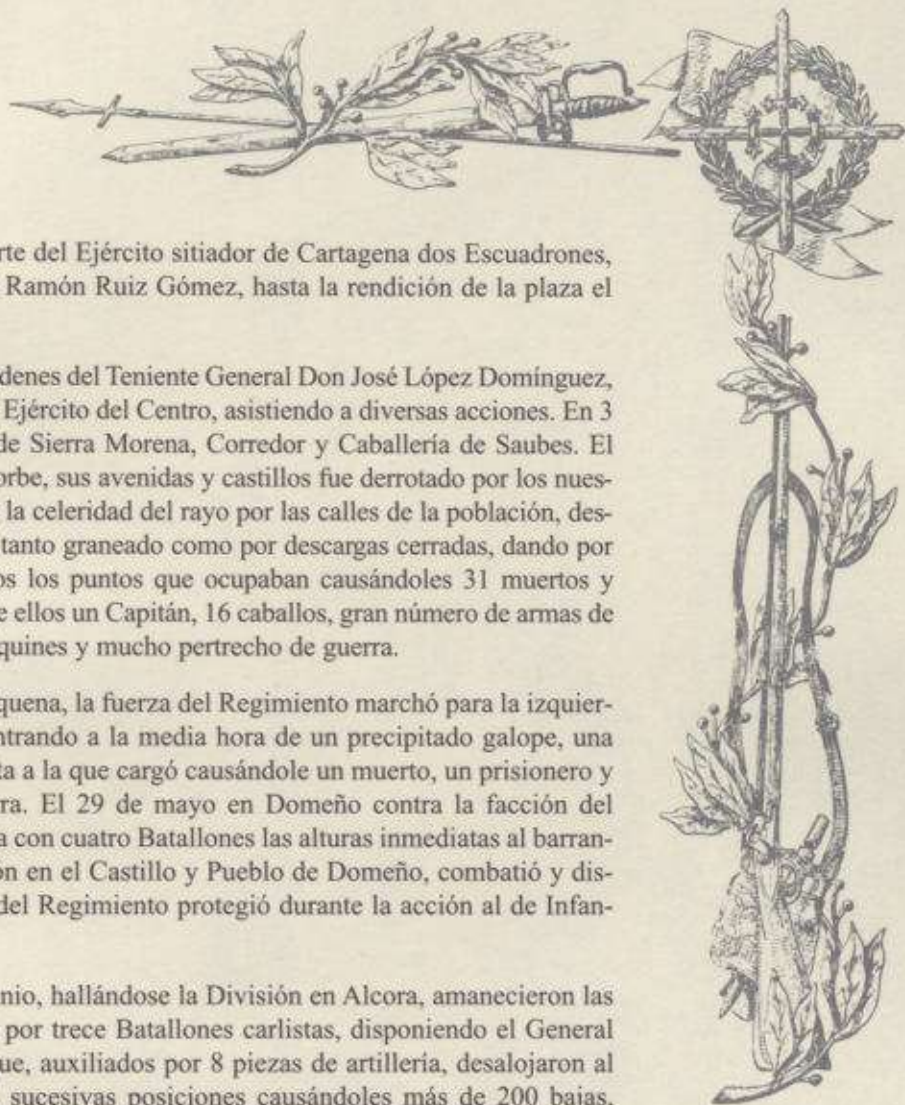 rte del Ejército sitiador de Cartagena dos Escuadrones,
Ramón Ruiz Gómez, hasta la rendición de la plaza el
denes del Teniente General Don José López Domínguez,
Ejército del Centro, asistiendo a diversas acciones. En 3
de Sierra Morena, Corredor y Caballería de Saubes. El
orbe, sus avenidas y castillos fue derrotado por los nues-
la celeridad del rayo por las calles de la población, des-
tanto graneado como por descargas cerradas, dando por
os los puntos que ocupaban causándoles 31 muertos y
e ellos un Capitán, 16 caballos, gran número de armas de
quines y mucho pertrecho de guerra.
quena, la fuerza del Regimiento marchó para la izquier-
ntrando a la media hora de un precipitado galope, una
ta a la que cargó causándole un muerto, un prisionero y
ra. El 29 de mayo en Domeño contra la facción del
a con cuatro Batallones las alturas inmediatas al barran-
ón en el Castillo y Pueblo de Domeño, combatió y dis-
del Regimiento protegió durante la acción al de Infan-
nio, hallándose la División en Alcora, amanecieron las
por trece Batallones carlistas, disponiendo el General
ue, auxiliados por 8 piezas de artillería, desalojaron al
sucesivas posiciones causándoles más de 200 bajas.